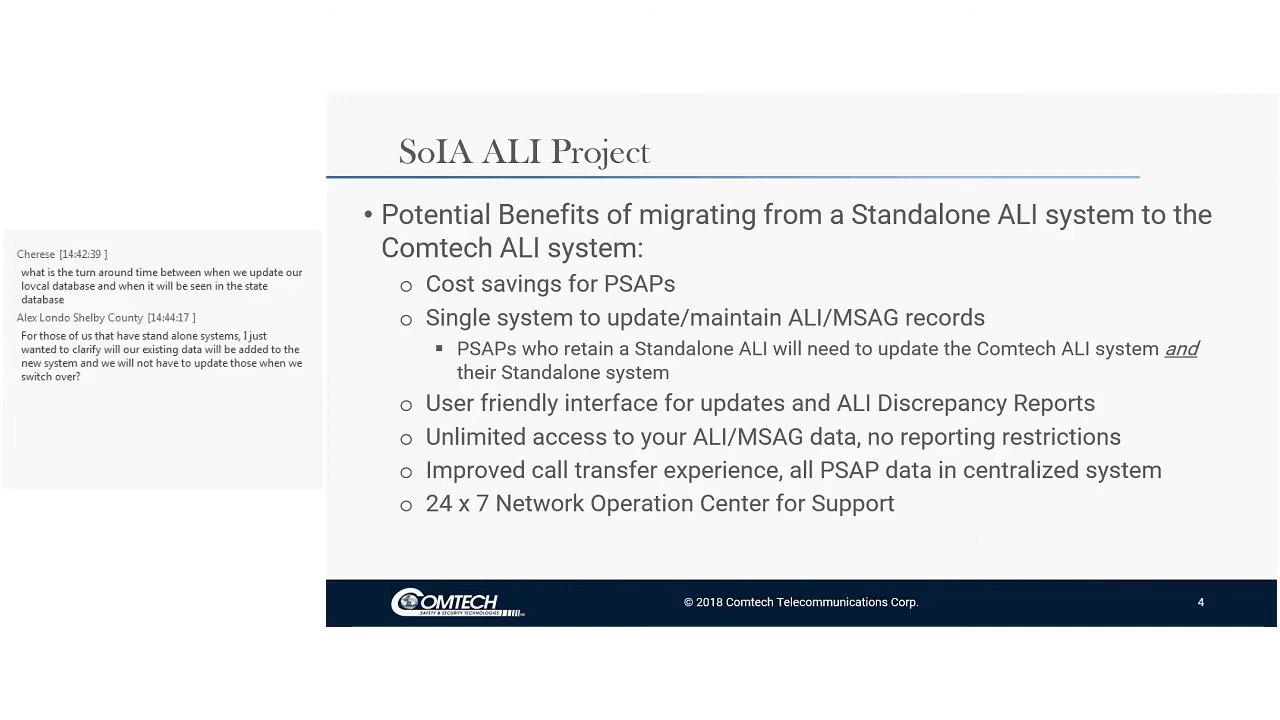 Cherese [14:42:39 ]
what is the turn around time between when we update our
lovcal database and when it will be seen in the state
database
Alex Londo Shelby County [14:44:17 ]
For those of us that have stand alone systems, I just
wanted to clarify will our existing data will be added to the
new system and we will not have to update those when we
switch over?
SoIA ALI Project
• Potential Benefits of migrating from a Standalone ALI system to the
Comtech ALI system:
o Cost savings for PSAPs
o Single system to update/maintain ALI/MSAG records
▪ PSAPs who retain a Standalone ALI will need to update the Comtech ALI system and
their Standalone system
o User friendly interface for updates and ALI Discrepancy Reports
o Unlimited access to your ALI/MSAG data, no reporting restrictions
o Improved call transfer experience, all PSAP data in centralized system
o 24 x 7 Network Operation Center for Support
COMTECH
SAFETY & SECURITY TECHNOLOGIES
© 2018 Comtech Telecommunications Corp.
4